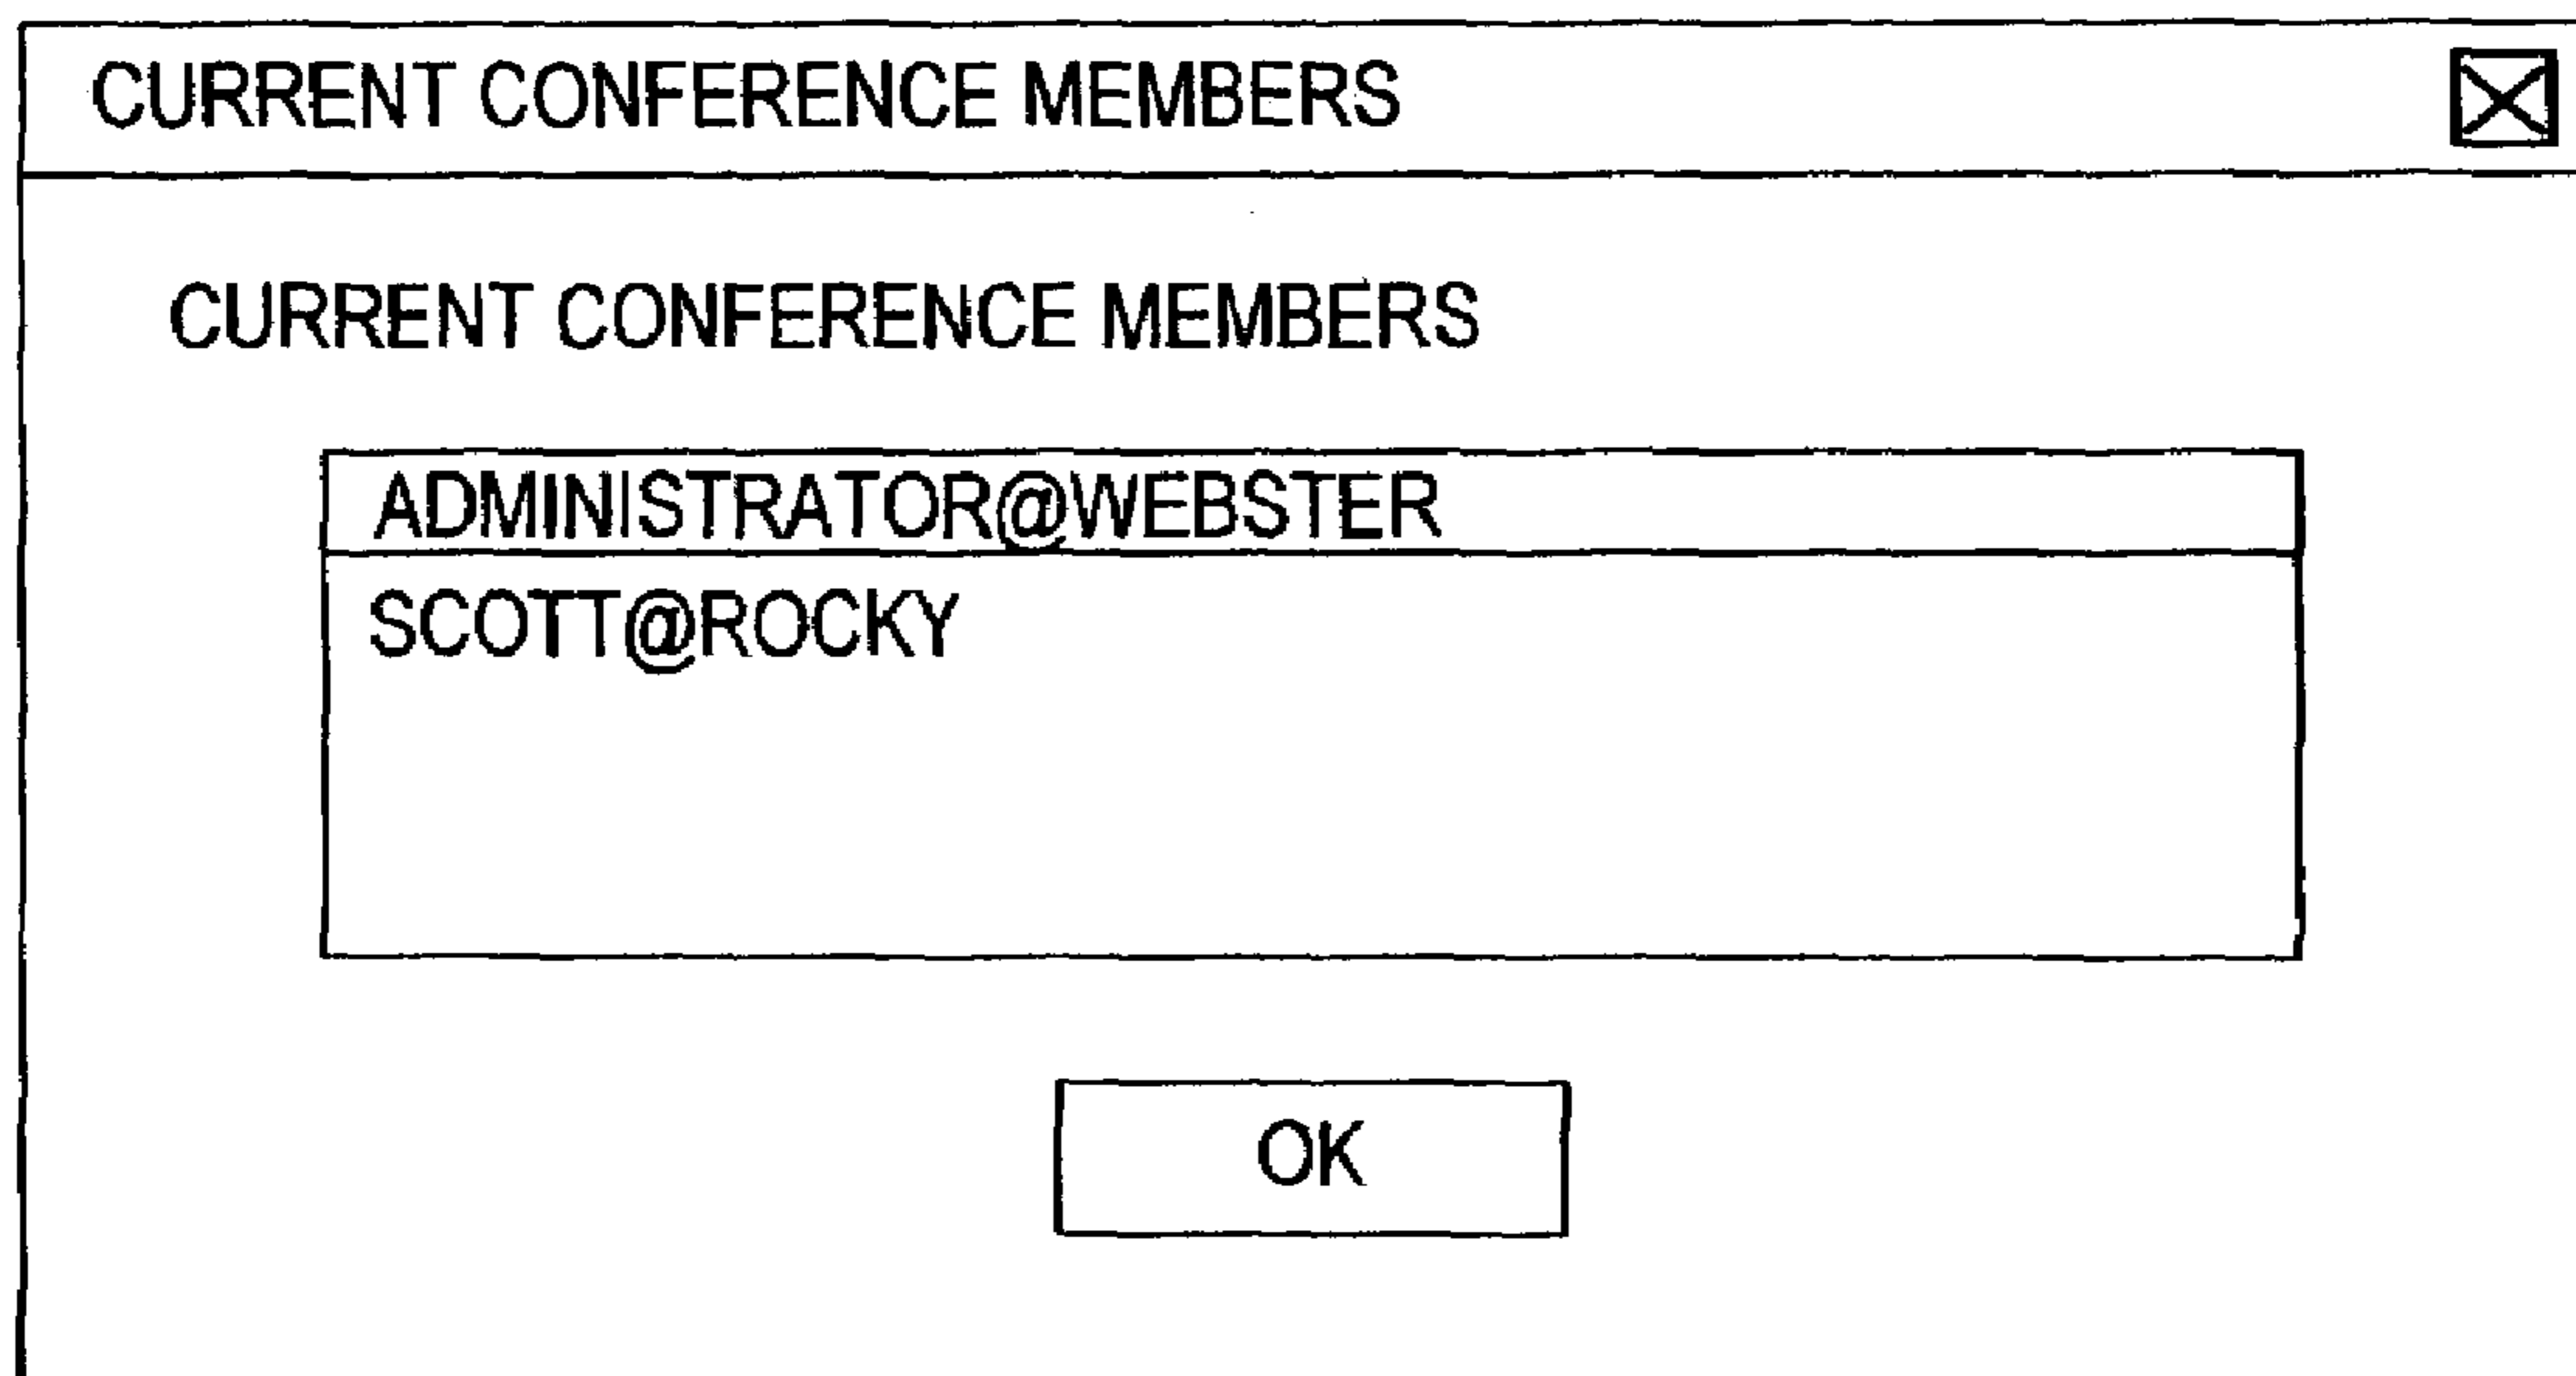 CURRENT CONFERENCE MEMBERS
CURRENT CONFERENCE MEMBERS
ADMINISTRATOR@WEBSTER
SCOTT@ROCKY
OK